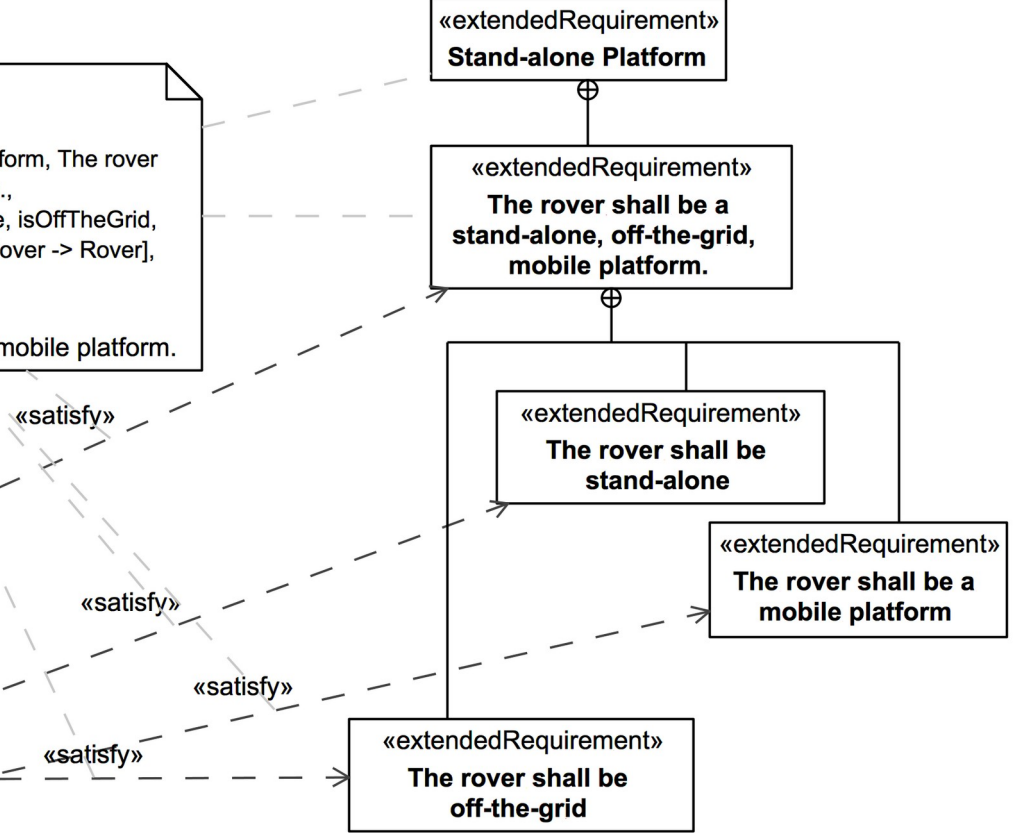 «extendedRequirement»
Stand-alone Platform
form, The rover
.,
e, isOffTheGrid,
over -> Rover],
mobile platform.
«extendedRequirement»
The rover shall be a
stand-alone, off-the-grid,
mobile platform.
«satisfy»
«extendedRequirement»
The rover shall be
stand-alone
«extendedRequirement»
The rover shall be a
mobile platform
«satisfy»
«satisfy»
«satisfy»
«extendedRequirement»
The rover shall be
off-the-grid